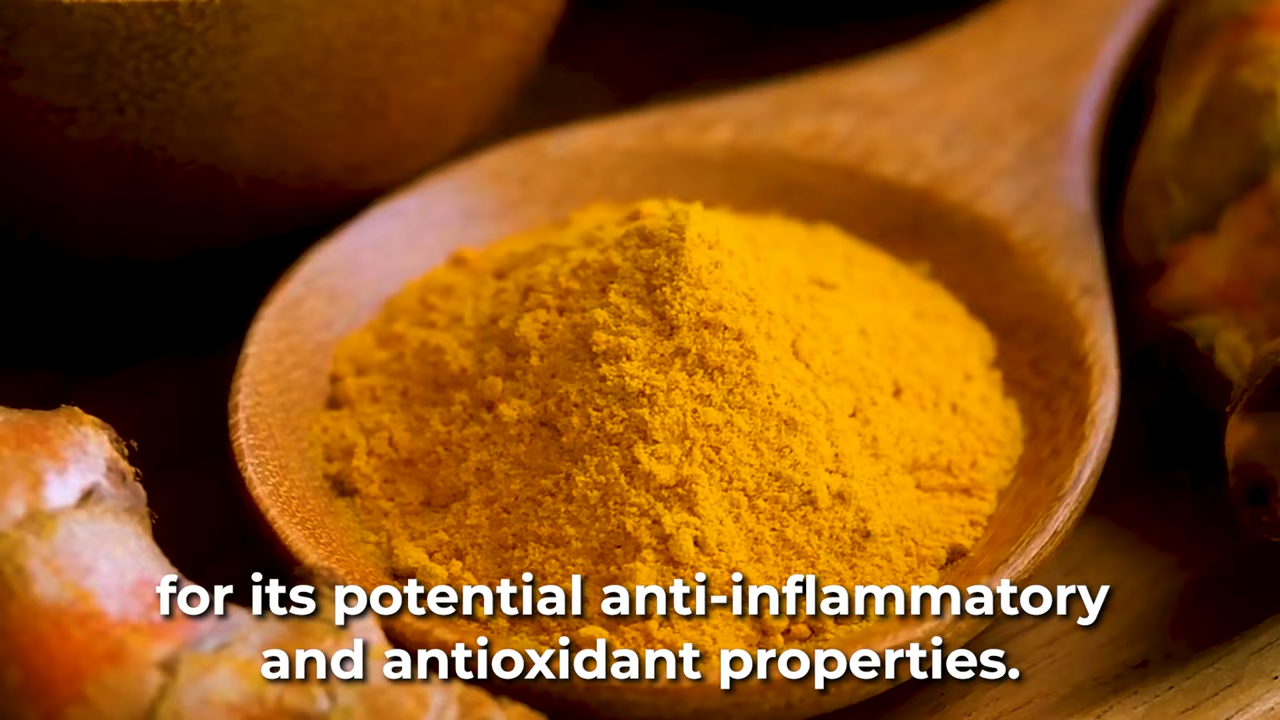 for its potential anti-inflammatory
and antioxidant properties.